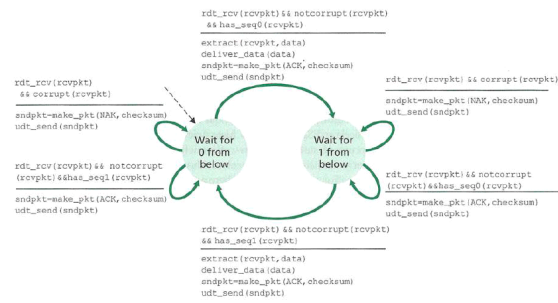 rdt_rcv(rcvpkt)&& notcorrupt(rcvpkt)
&& has_seq0(rcvpkt)
extract(rcvpkt,data)
deliver_data(data)
sndpkt=make_pkt(ACK,checksum)
udt_send(sndpkt)
rdt_rcv(rcvpkt)
&& corrupt(rcvpkt)
sndpkt=make_pkt(NAK,checksum)
udt_send(sndpkt)
rdt_rcv(rcvpkt)&& notcorrupt
(rcvpkt)&&has_seq1(rcvpkt)
sndpkt=make_pkt(ACK,checksum)
udt_send(sndpkt)
Wait for
0 from
below
Wait for
1 from
below
rdt_rcv(rcvpkt)&& corrupt(rcvpkt)
sndpkt=make_pkt(NAK,checksum)
udt_send(sndpkt)
rdt_rcv(rcvpkt)&& notcorrupt
(rcvpkt)&&has_seq0(rcvpkt)
sndpkt=make_pkt(ACK,checksum)
udt_send(sndpkt)
rdt_rcv(rcvpkt)&& notcorrupt(rcvpkt)
&& has_seq1(rcvpkt)
extract(rcvpkt,data)
deliver_data(data)
sndpkt=make_pkt(ACK,checksum)
udt_send(sndpkt)